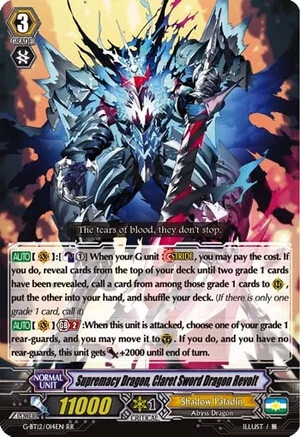 3
GRADE
The tears of blood, they don't stop.
AUTO 1:[ 1] When your G unit STRIDE, you may pay the cost. If
you do, reveal cards from the top of your deck until two grade 1 cards
have been revealed, call a card from among those grade 1 cards to ,
put the other into your hand, and shuffle your deck. (If there is only one
grade 1 card, call it)
AUTO GB 2 :When this unit is attacked, choose one of your grade 1
rear-guards, and you may move it to . If you do, and you have no
rear-guards, this unit gets +2000 until end of turn.
NORMAL
UNIT
Supremacy Dragon, Claret Sword Dragon Revolt
POWER
11000
1
CRITICAL
Shadow Paladin
Abyss Dragon
G-BT12/014EN RR
ILLUST /